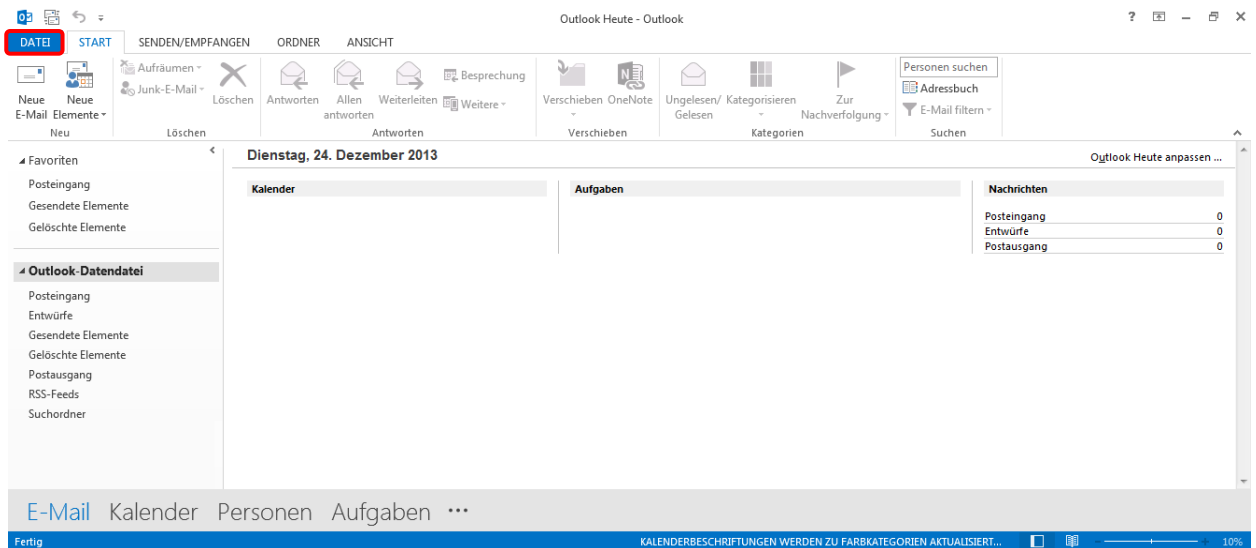 Outlook Heute - Outlook
DATEI START SENDEN/EMPFANGEN ORDNER ANSICHT
Neue E-Mail
Neue Elemente
Neu
Aufräumen
Junk-E-Mail
Löschen
Löschen
Antworten
Allen antworten
Weiterleiten
Besprechung
Weitere
Antworten
Verschieben
OneNote
Verschieben
Ungelesen/ Gelesen
Kategorisieren
Zur Nachverfolgung
Kategorien
Personen suchen
Adressbuch
E-Mail filtern
Suchen
Favoriten
Posteingang
Gesendete Elemente
Gelöschte Elemente
Outlook-Datendatei
Posteingang
Entwürfe
Gesendete Elemente
Gelöschte Elemente
Postausgang
RSS-Feeds
Suchordner
Dienstag, 24. Dezember 2013
Outlook Heute anpassen ...
Kalender
Aufgaben
Nachrichten
Posteingang 0
Entwürfe 0
Postausgang 0
E-Mail Kalender Personen Aufgaben ···
Fertig
KALENDERBESCHRIFTUNGEN WERDEN ZU FARBKATEGORIEN AKTUALISIERT...
10%